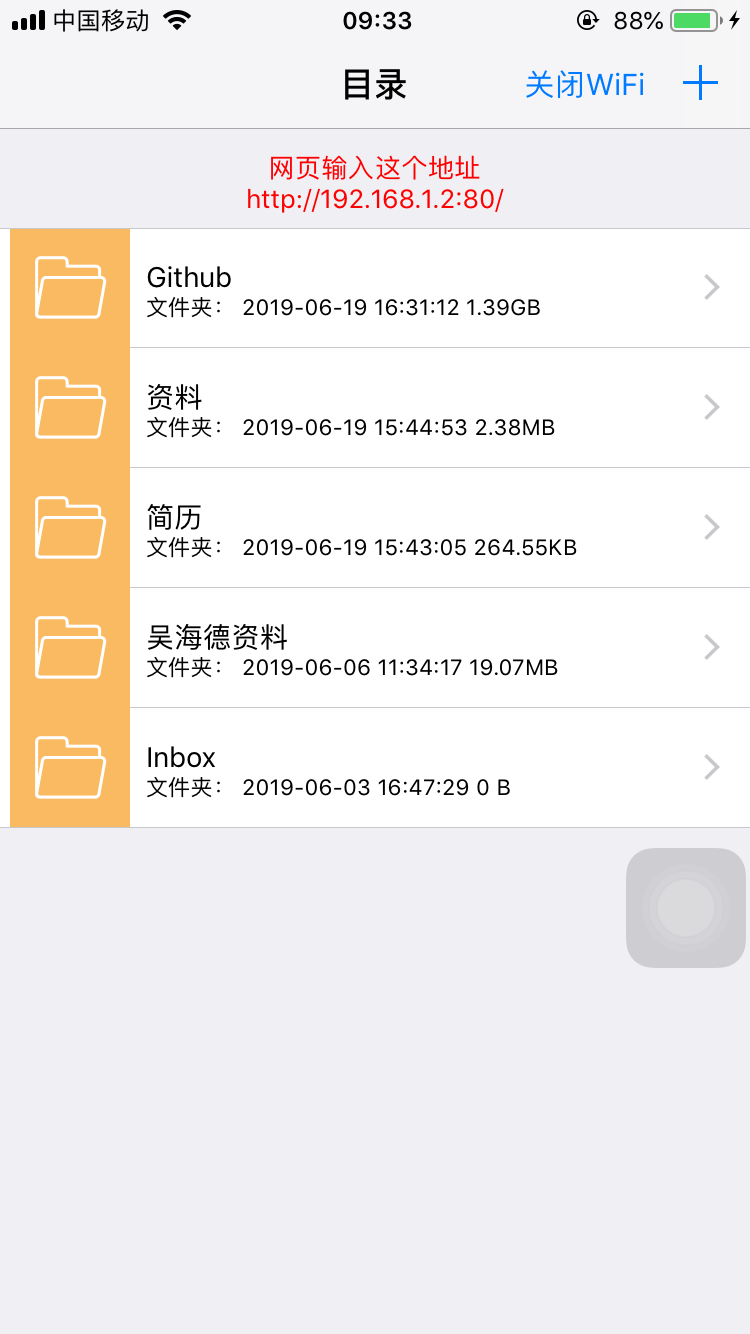 中国移动 09:33 88%
目录 关闭WiFi
网页输入这个地址
http://192.168.1.2:80/
Github
文件夹： 2019-06-19 16:31:12 1.39GB
资料
文件夹： 2019-06-19 15:44:53 2.38MB
简历
文件夹： 2019-06-19 15:43:05 264.55KB
吴海德资料
文件夹： 2019-06-06 11:34:17 19.07MB
Inbox
文件夹： 2019-06-03 16:47:29 0 B